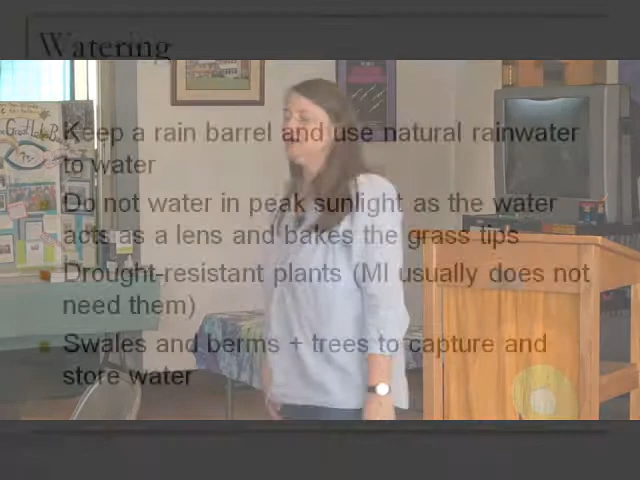 Watering
Keep a rain barrel and use natural rainwater
to water
Do not water in peak sunlight as the water
acts as a lens and bakes the grass tips
Drought-resistant plants (MI usually does not
need them)
Swales and berms + trees to capture and
store water